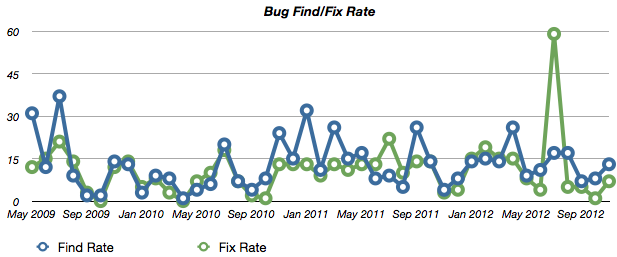 Bug Find/Fix Rate
60
45
30
15
0
May 2009 Sep 2009 Jan 2010 May 2010 Sep 2010 Jan 2011 May 2011 Sep 2011 Jan 2012 May 2012 Sep 2012
Find Rate Fix Rate